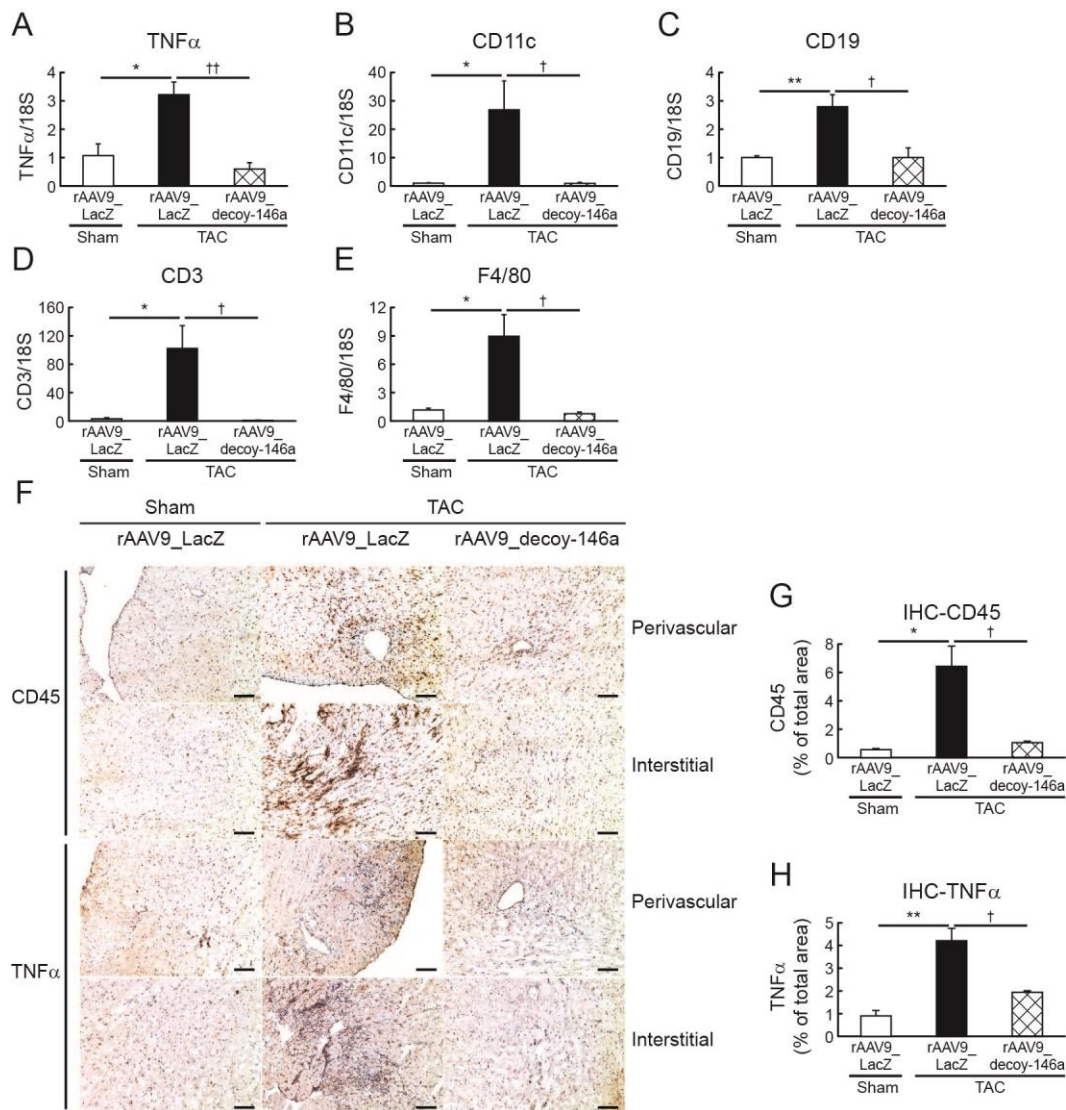 A
TNFα
* ††
TNFα/18S
4
3
2
1
0
rAAV9_ rAAV9_ rAAV9_
LacZ LacZ decoy-146a
Sham TAC
B
CD11c
* †
CD11c/18S
40
30
20
10
0
rAAV9_ rAAV9_ rAAV9_
LacZ LacZ decoy-146a
Sham TAC
C
CD19
** †
CD19/18S
4
3
2
1
0
rAAV9_ rAAV9_ rAAV9_
LacZ LacZ decoy-146a
Sham TAC
D
CD3
* †
CD3/18S
160
120
80
40
0
rAAV9_ rAAV9_ rAAV9_
LacZ LacZ decoy-146a
Sham TAC
E
F4/80
* †
F4/80/18S
12
9
6
3
0
rAAV9_ rAAV9_ rAAV9_
LacZ LacZ decoy-146a
Sham TAC
F
Sham TAC
rAAV9_LacZ rAAV9_LacZ rAAV9_decoy-146a
CD45
Perivascular
Interstitial
TNFα
Perivascular
Interstitial
G
IHC-CD45
* †
CD45
(% of total area)
8
6
4
2
0
rAAV9_ rAAV9_ rAAV9_
LacZ LacZ decoy-146a
Sham TAC
H
IHC-TNFα
** †
TNFα
(% of total area)
5
4
3
2
1
0
rAAV9_ rAAV9_ rAAV9_
LacZ LacZ decoy-146a
Sham TAC